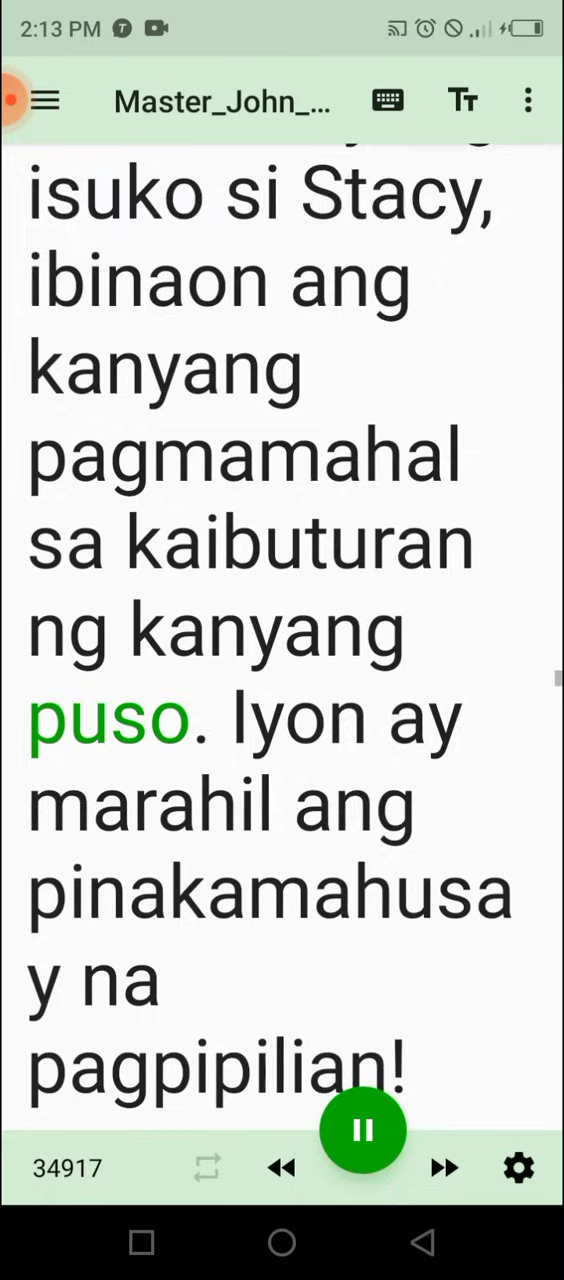 2:13 PM
Master_John_...
isuko si Stacy,
ibinaon ang
kanyang
pagmamahal
sa kaibuturan
ng kanyang
puso. Iyon ay
marahil ang
pinakamahusa
y na
pagpipilian!
34917